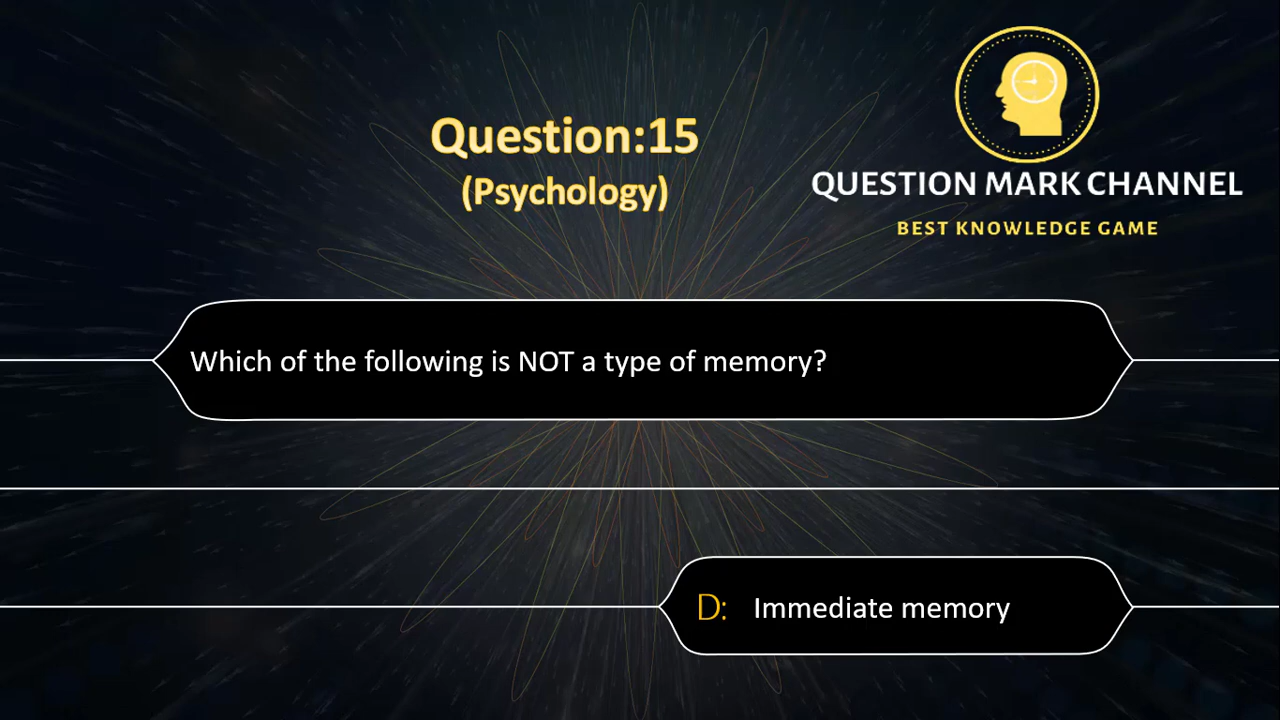 Question:15
(Psychology)
QUESTION MARK CHANNEL
BEST KNOWLEDGE GAME
Which of the following is NOT a type of memory?
D: Immediate memory